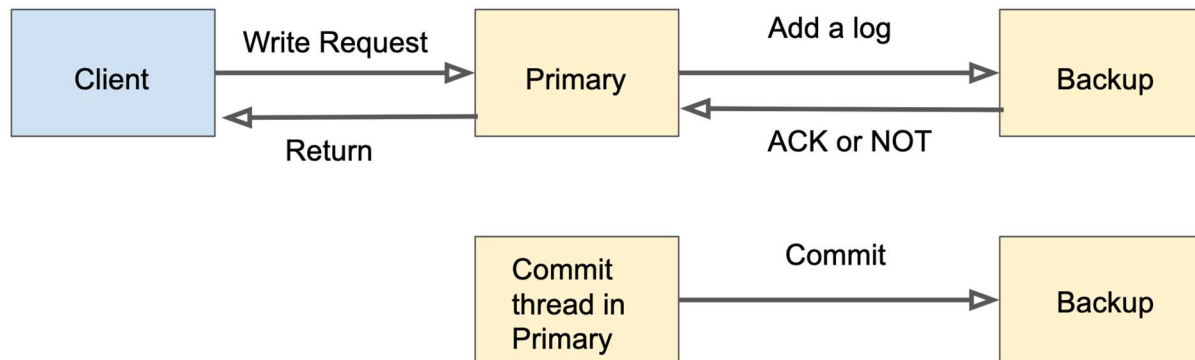 Write Request
Add a log
Client
Primary
Backup
Return
ACK or NOT
Commit
Commit
thread in
Primary
Backup